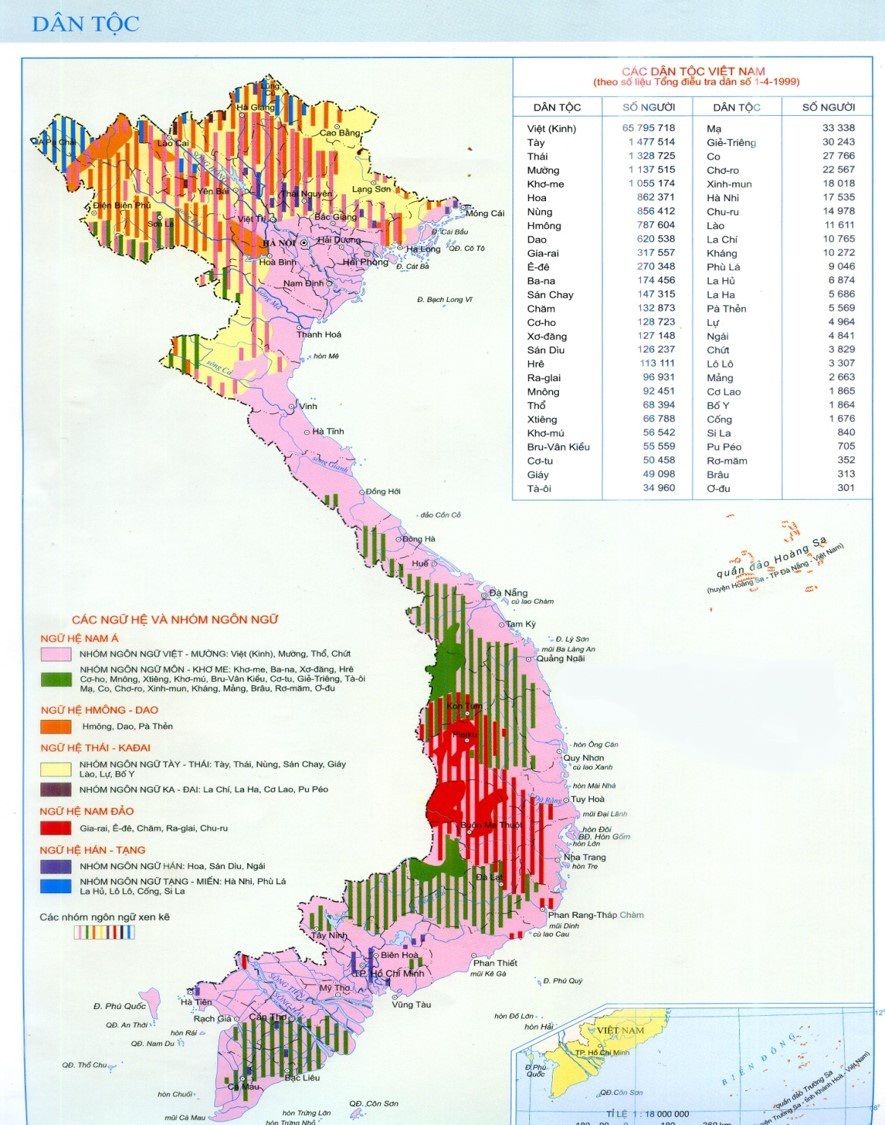 DÂN TỘC
CÁC DÂN TỘC VIỆT NAM
(theo số liệu Tổng điều tra dân số 1-4-1999)
DÂN TỘC SỐ NGƯỜI DÂN TỘC SỐ NGƯỜI
Việt (Kinh) 65 795 718 Mạ 33 338
Tày 1 477 514 Giẻ-Triêng 30 243
Thái 1 328 725 Co 27 766
Mường 1 137 515 Chơ-ro 22 567
Khơ-me 1 055 174 Xinh-mun 18 018
Hoa 862 371 Hà Nhì 17 535
Nùng 856 412 Chu-ru 14 978
Hmông 787 604 Lào 11 611
Dao 620 538 La Chí 10 765
Gia-rai 317 557 Kháng 10 272
Ê-đê 270 348 Phù Lá 9 046
Ba-na 174 456 La Hủ 6 874
Sán Chay 147 315 La Ha 5 686
Chăm 132 873 Pà Thẻn 5 569
Cơ-ho 128 723 Lự 4 964
Xơ-đăng 127 148 Ngái 4 841
Sán Dìu 126 237 Chứt 3 829
Hrê 113 111 Lô Lô 3 307
Ra-glai 96 931 Mảng 2 663
Mnông 92 451 Cơ Lao 1 865
Thổ 68 394 Bố Y 1 864
Xtiêng 66 788 Cống 1 676
Khơ-mú 56 542 Si La 840
Bru-Vân Kiều 55 559 Pu Péo 705
Cơ-tu 50 458 Rơ-măm 352
Giáy 49 098 Brâu 313
Tà-ôi 34 960 Ơ-đu 301
Lũng Cú
Hà Giang
A Pa Chải
Lào Cai
Cao Bằng
Yên Bái
Thái Nguyên
Lạng Sơn
Điện Biên Phủ
Sơn La
Việt Trì
Bắc Giang
Móng Cái
HÀ NỘI
Hải Dương
Đ. Cái Bầu
Hạ Long
QĐ. Cô Tô
Hoà Bình
Hải Phòng
Đ. Cát Bà
Nam Định
Đ. Bạch Long Vĩ
Sông Mã
Thanh Hoá
hòn Mê
sông Cả
Vinh
Hà Tĩnh
sông Gianh
Đồng Hới
đảo Cồn Cỏ
Đông Hà
Huế
quần đảo Hoàng Sa
(huyện Hoàng Sa - TP Đà Nẵng - Việt Nam)
Đà Nẵng
cù lao Chàm
Tam Kỳ
Đ. Lý Sơn
mũi Ba Làng An
Quảng Ngãi
Kon Tum
Pleiku
hòn Ông Căn
Quy Nhơn
cù lao Xanh
hòn Mái Nhà
Đà Rằng
Tuy Hoà
mũi Đại Lãnh
Buôn Ma Thuột
hòn Đôi
BĐ. Hòn Gốm
hòn Lớn
Nha Trang
hòn Tre
Đà Lạt
Phan Rang-Tháp Chàm
mũi Dinh
cù lao Cau
Tây Ninh
Biên Hoà
TP. Hồ Chí Minh
Phan Thiết
mũi Kê Gà
Mỹ Tho
Vũng Tàu
Đ. Phú Quý
SÔNG TIỀN
SÔNG HẬU
Hà Tiên
Đ. Phú Quốc
QĐ. An Thới
Rạch Giá
Cần Thơ
hòn Rái
QĐ. Nam Du
QĐ. Thổ Chu
Bạc Liêu
Cà Mau
hòn Chuối
mũi Cà Mau
QĐ. Côn Sơn
hòn Trứng Lớn
hòn Trứng Nhỏ
CÁC NGỮ HỆ VÀ NHÓM NGÔN NGỮ
NGỮ HỆ NAM Á
NHÓM NGÔN NGỮ VIỆT - MƯỜNG: Việt (Kinh), Mường, Thổ, Chứt
NHÓM NGÔN NGỮ MÔN - KHƠ ME: Khơ-me, Ba-na, Xơ-đăng, Hrê
Cơ-ho, Mnông, Xtiêng, Khơ-mú, Bru-Vân Kiều, Cơ-tu, Giẻ-Triêng, Tà-ôi
Mạ, Co, Chơ-ro, Xinh-mun, Kháng, Mảng, Brâu, Rơ-măm, Ơ-đu
NGỮ HỆ HMÔNG - DAO
Hmông, Dao, Pà Thẻn
NGỮ HỆ THÁI - KAĐAI
NHÓM NGÔN NGỮ TÀY - THÁI: Tày, Thái, Nùng, Sán Chay, Giáy
Lào, Lự, Bố Y
NHÓM NGÔN NGỮ KA - ĐAI: La Chí, La Ha, Cơ Lao, Pu Péo
NGỮ HỆ NAM ĐẢO
Gia-rai, Ê-đê, Chăm, Ra-glai, Chu-ru
NGỮ HỆ HÁN - TẠNG
NHÓM NGÔN NGỮ HÁN: Hoa, Sán Dìu, Ngái
NHÓM NGÔN NGỮ TẠNG - MIẾN: Hà Nhì, Phù Lá
La Hủ, Lô Lô, Cống, Si La
Các nhóm ngôn ngữ xen kẽ
hòn Đồ Lớn
hòn Hải
VIỆT NAM
TP. Hồ Chí Minh
Đ. Phú
Quốc
QĐ. Côn Sơn
BIỂN ĐÔNG
quần đảo Trường Sa
(huyện Trường Sa - tỉnh Khánh Hoà - Việt Nam)
12°
8°
TỈ LỆ 1 : 18 000 000